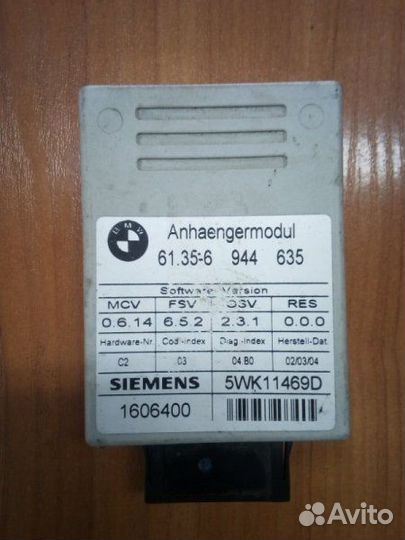 BMW
Anhaengermodul
61.35-6 944 635
Software-Version
MCV FSV OSV RES
0.6.14 6.5.2 2.3.1 0.0.0
Hardware-Nr. Cod.-Index Diag.-Index Herstell-Dat.
C2 03 04.B0 02/03/04
SIEMENS 5WK11469D
1606400
Avito